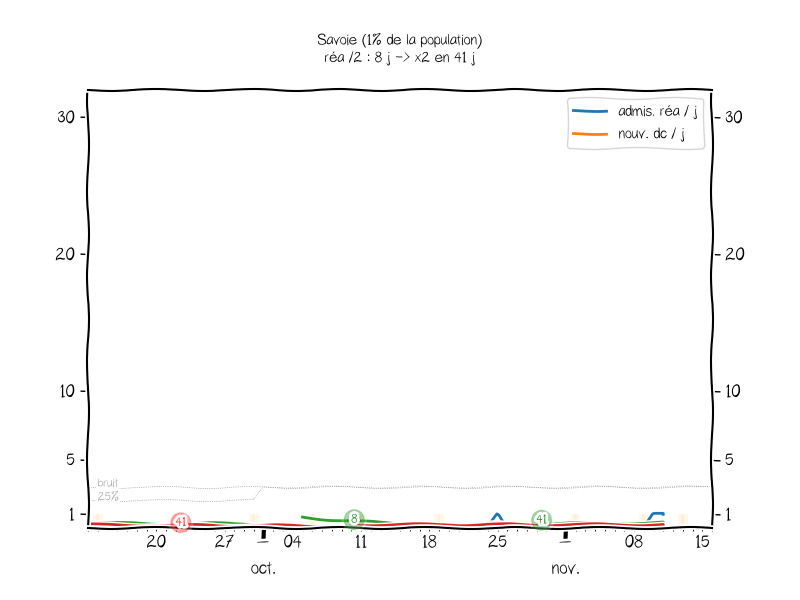 Savoie (1% de la population)
réa /2 : 8 j -> x2 en 41 j
admis. réa / j
nouv. dc / j
30
30
20
20
10
10
5
5
bruit
25%
1
1
41
8
41
20 27 04 11 18 25 08 15
oct. nov.